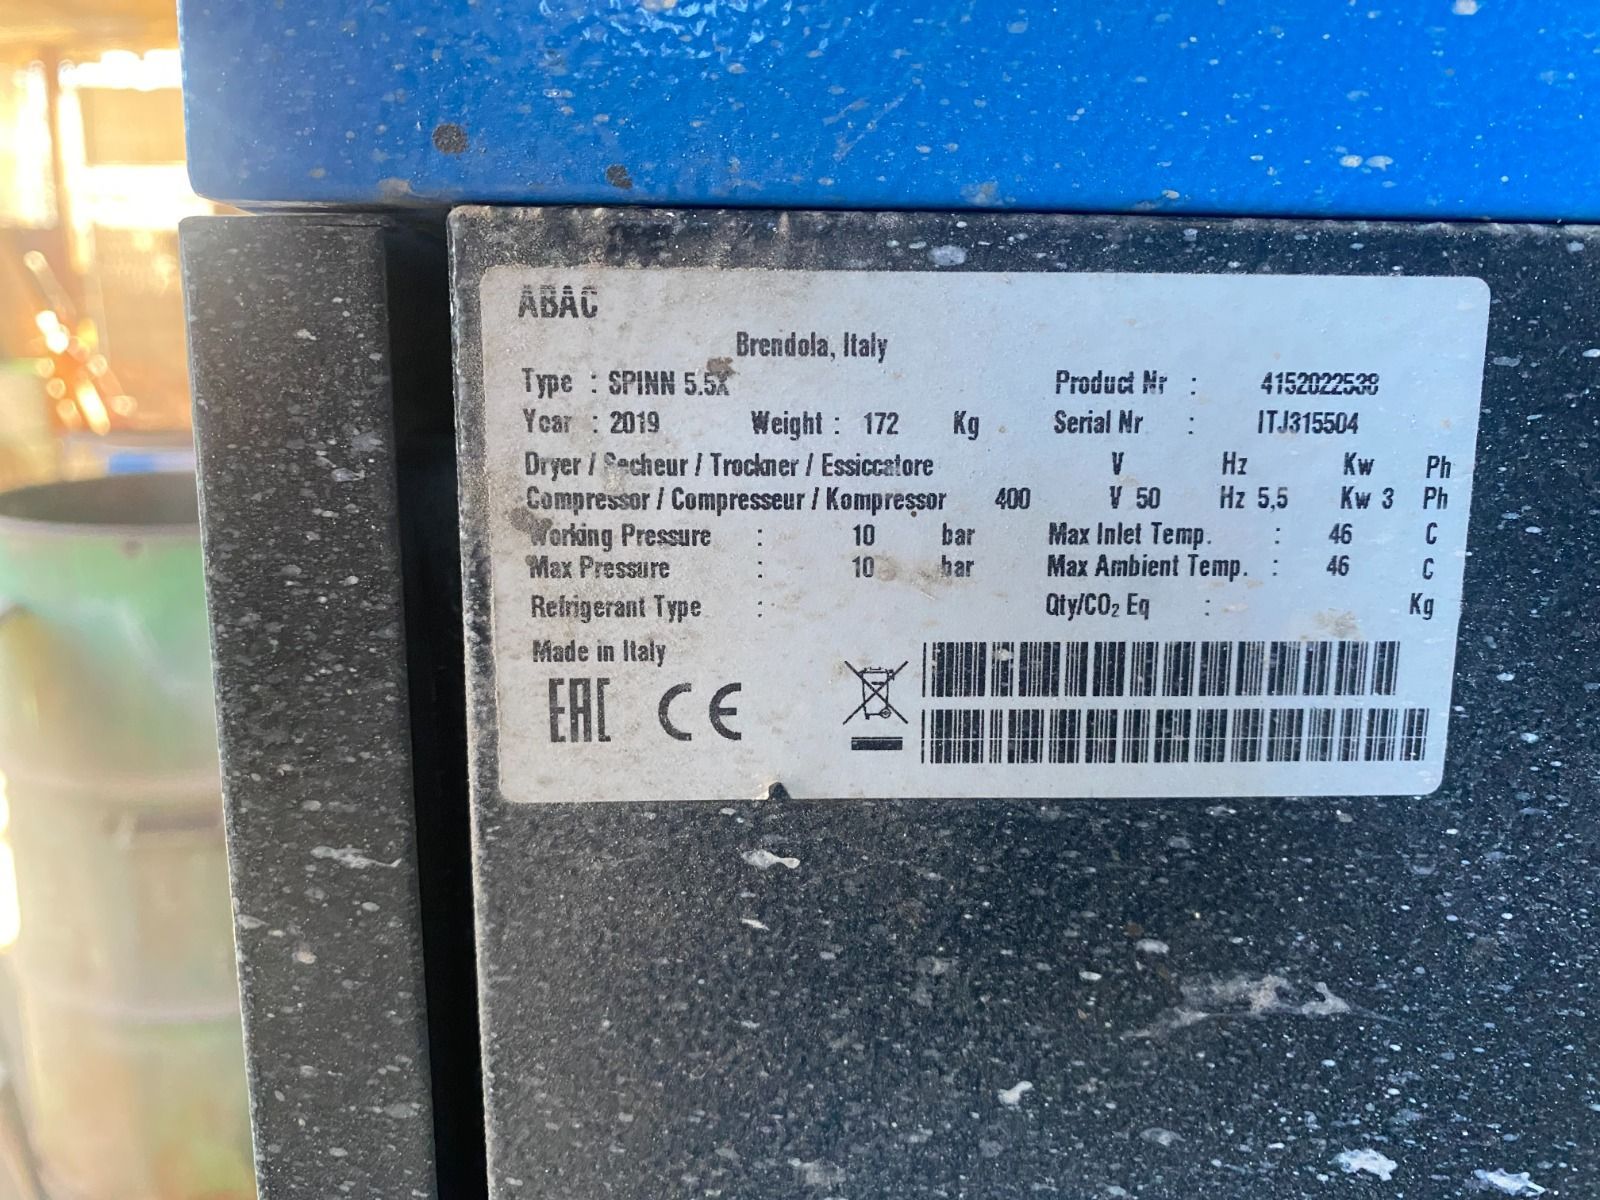 ABAC
Brendola, Italy
Type : SPINN 5.5X Product Nr : 4152022538
Year : 2019 Weight : 172 Kg Serial Nr : ITJ315504
Dryer / Secheur / Trockner / Essiccatore V Hz Kw Ph
Compressor / Compresseur / Kompressor 400 V 50 Hz 5,5 Kw 3 Ph
Working Pressure : 10 bar Max Inlet Temp. : 46 C
Max Pressure : 10 bar Max Ambient Temp. : 46 C
Refrigerant Type : Qty/CO₂ Eq : Kg
Made in Italy
EAC CE